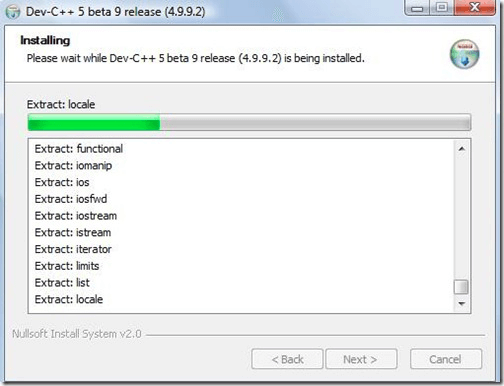 Dev-C++ 5 beta 9 release (4.9.9.2)
Installing
Please wait while Dev-C++ 5 beta 9 release (4.9.9.2) is being installed.
Extract: locale
Extract: functional
Extract: iomanip
Extract: ios
Extract: iosfwd
Extract: iostream
Extract: istream
Extract: iterator
Extract: limits
Extract: list
Extract: locale
Nullsoft Install System v2.0
< Back Next > Cancel